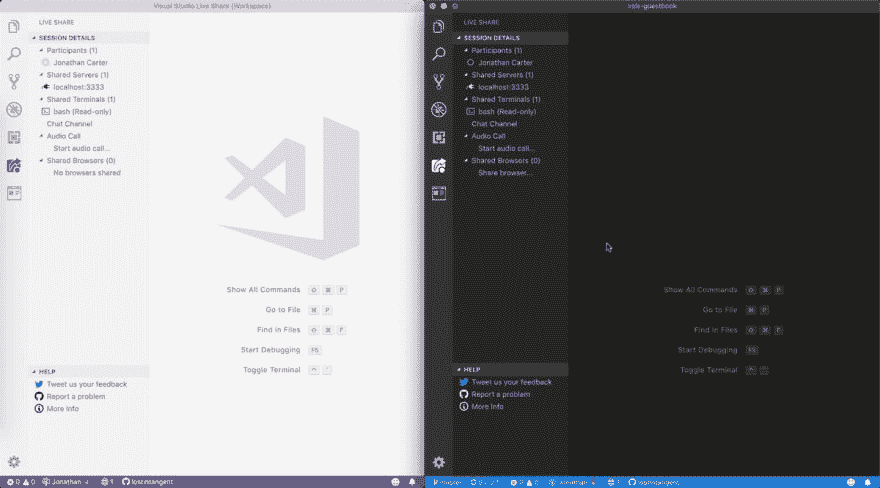 Visual Studio Live Share (Workspace)
LIVE SHARE
SESSION DETAILS
Participants (1)
Jonathan Carter
Shared Servers (1)
localhost:3333
Shared Terminals (1)
bash (Read-only)
Chat Channel
Audio Call
Start audio call...
Shared Browsers (0)
No browsers shared
Show All Commands ⇧ ⌘ P
Go to File ⌘ P
Find in Files ⇧ ⌘ F
Start Debugging F5
Toggle Terminal ^ `
HELP
Tweet us your feedback
Report a problem
More Info
0 0 Jonathan 1 lostintangent
vsls-guestbook
LIVE SHARE
SESSION DETAILS
Participants (1)
Jonathan Carter
Shared Servers (1)
localhost:3333
Shared Terminals (1)
bash (Read-only)
Chat Channel
Audio Call
Start audio call...
Shared Browsers (0)
Share browser...
Show All Commands ⇧ ⌘ P
Go to File ⌘ P
Find in Files ⇧ ⌘ F
Start Debugging F5
Toggle Terminal ^ `
HELP
Tweet us your feedback
Report a problem
More Info
master